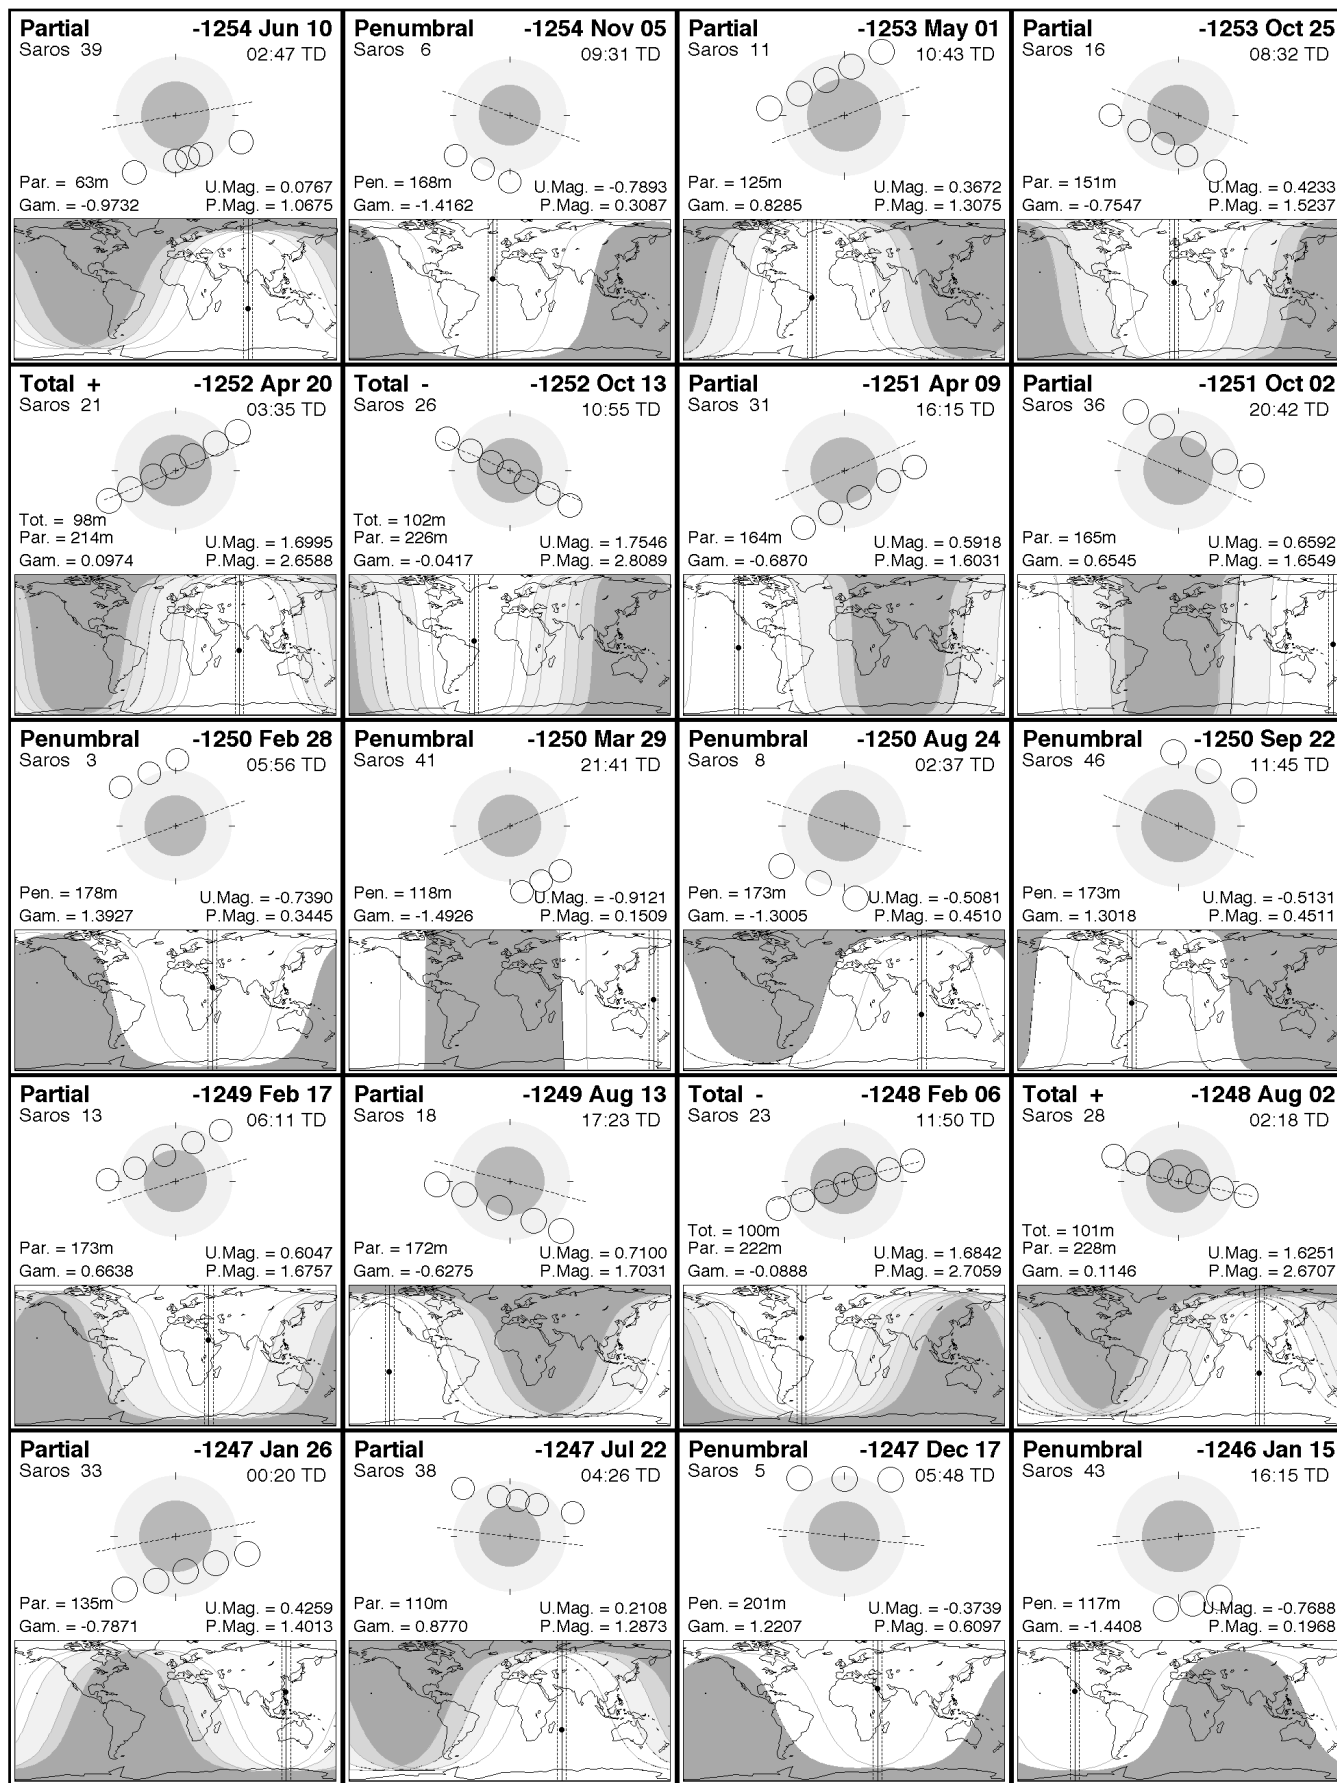 Partial -1254 Jun 10
Saros 39 02:47 TD
Par. = 63m U.Mag. = 0.0767
Gam. = -0.9732 P.Mag. = 1.0675
Penumbral -1254 Nov 05
Saros 6 09:31 TD
Pen. = 168m U.Mag. = -0.7893
Gam. = -1.4162 P.Mag. = 0.3087
Partial -1253 May 01
Saros 11 10:43 TD
Par. = 125m U.Mag. = 0.3672
Gam. = 0.8285 P.Mag. = 1.3075
Partial -1253 Oct 25
Saros 16 08:32 TD
Par. = 151m U.Mag. = 0.4233
Gam. = -0.7547 P.Mag. = 1.5237
Total + -1252 Apr 20
Saros 21 03:35 TD
Tot. = 98m
Par. = 214m U.Mag. = 1.6995
Gam. = 0.0974 P.Mag. = 2.6588
Total - -1252 Oct 13
Saros 26 10:55 TD
Tot. = 102m
Par. = 226m U.Mag. = 1.7546
Gam. = -0.0417 P.Mag. = 2.8089
Partial -1251 Apr 09
Saros 31 16:15 TD
Par. = 164m U.Mag. = 0.5918
Gam. = -0.6870 P.Mag. = 1.6031
Partial -1251 Oct 02
Saros 36 20:42 TD
Par. = 165m U.Mag. = 0.6592
Gam. = 0.6545 P.Mag. = 1.6549
Penumbral -1250 Feb 28
Saros 3 05:56 TD
Pen. = 178m U.Mag. = -0.7390
Gam. = 1.3927 P.Mag. = 0.3445
Penumbral -1250 Mar 29
Saros 41 21:41 TD
Pen. = 118m U.Mag. = -0.9121
Gam. = -1.4926 P.Mag. = 0.1509
Penumbral -1250 Aug 24
Saros 8 02:37 TD
Pen. = 173m U.Mag. = -0.5081
Gam. = -1.3005 P.Mag. = 0.4510
Penumbral -1250 Sep 22
Saros 46 11:45 TD
Pen. = 173m U.Mag. = -0.5131
Gam. = 1.3018 P.Mag. = 0.4511
Partial -1249 Feb 17
Saros 13 06:11 TD
Par. = 173m U.Mag. = 0.6047
Gam. = 0.6638 P.Mag. = 1.6757
Partial -1249 Aug 13
Saros 18 17:23 TD
Par. = 172m U.Mag. = 0.7100
Gam. = -0.6275 P.Mag. = 1.7031
Total - -1248 Feb 06
Saros 23 11:50 TD
Tot. = 100m
Par. = 222m U.Mag. = 1.6842
Gam. = -0.0888 P.Mag. = 2.7059
Total + -1248 Aug 02
Saros 28 02:18 TD
Tot. = 101m
Par. = 228m U.Mag. = 1.6251
Gam. = 0.1146 P.Mag. = 2.6707
Partial -1247 Jan 26
Saros 33 00:20 TD
Par. = 135m U.Mag. = 0.4259
Gam. = -0.7871 P.Mag. = 1.4013
Partial -1247 Jul 22
Saros 38 04:26 TD
Par. = 110m U.Mag. = 0.2108
Gam. = 0.8770 P.Mag. = 1.2873
Penumbral -1247 Dec 17
Saros 5 05:48 TD
Pen. = 201m U.Mag. = -0.3739
Gam. = 1.2207 P.Mag. = 0.6097
Penumbral -1246 Jan 15
Saros 43 16:15 TD
Pen. = 117m U.Mag. = -0.7688
Gam. = -1.4408 P.Mag. = 0.1968